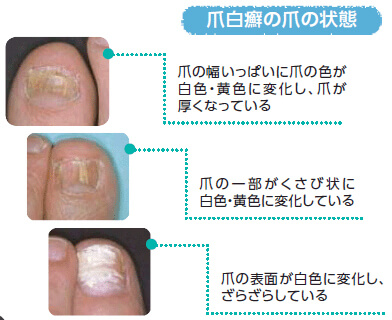 爪白癬の爪の状態
爪の幅いっぱいに爪の色が
白色・黄色に変化し、爪が
厚くなっている
爪の一部がくさび状に
白色・黄色に変化している
爪の表面が白色に変化し、
ざらざらしている